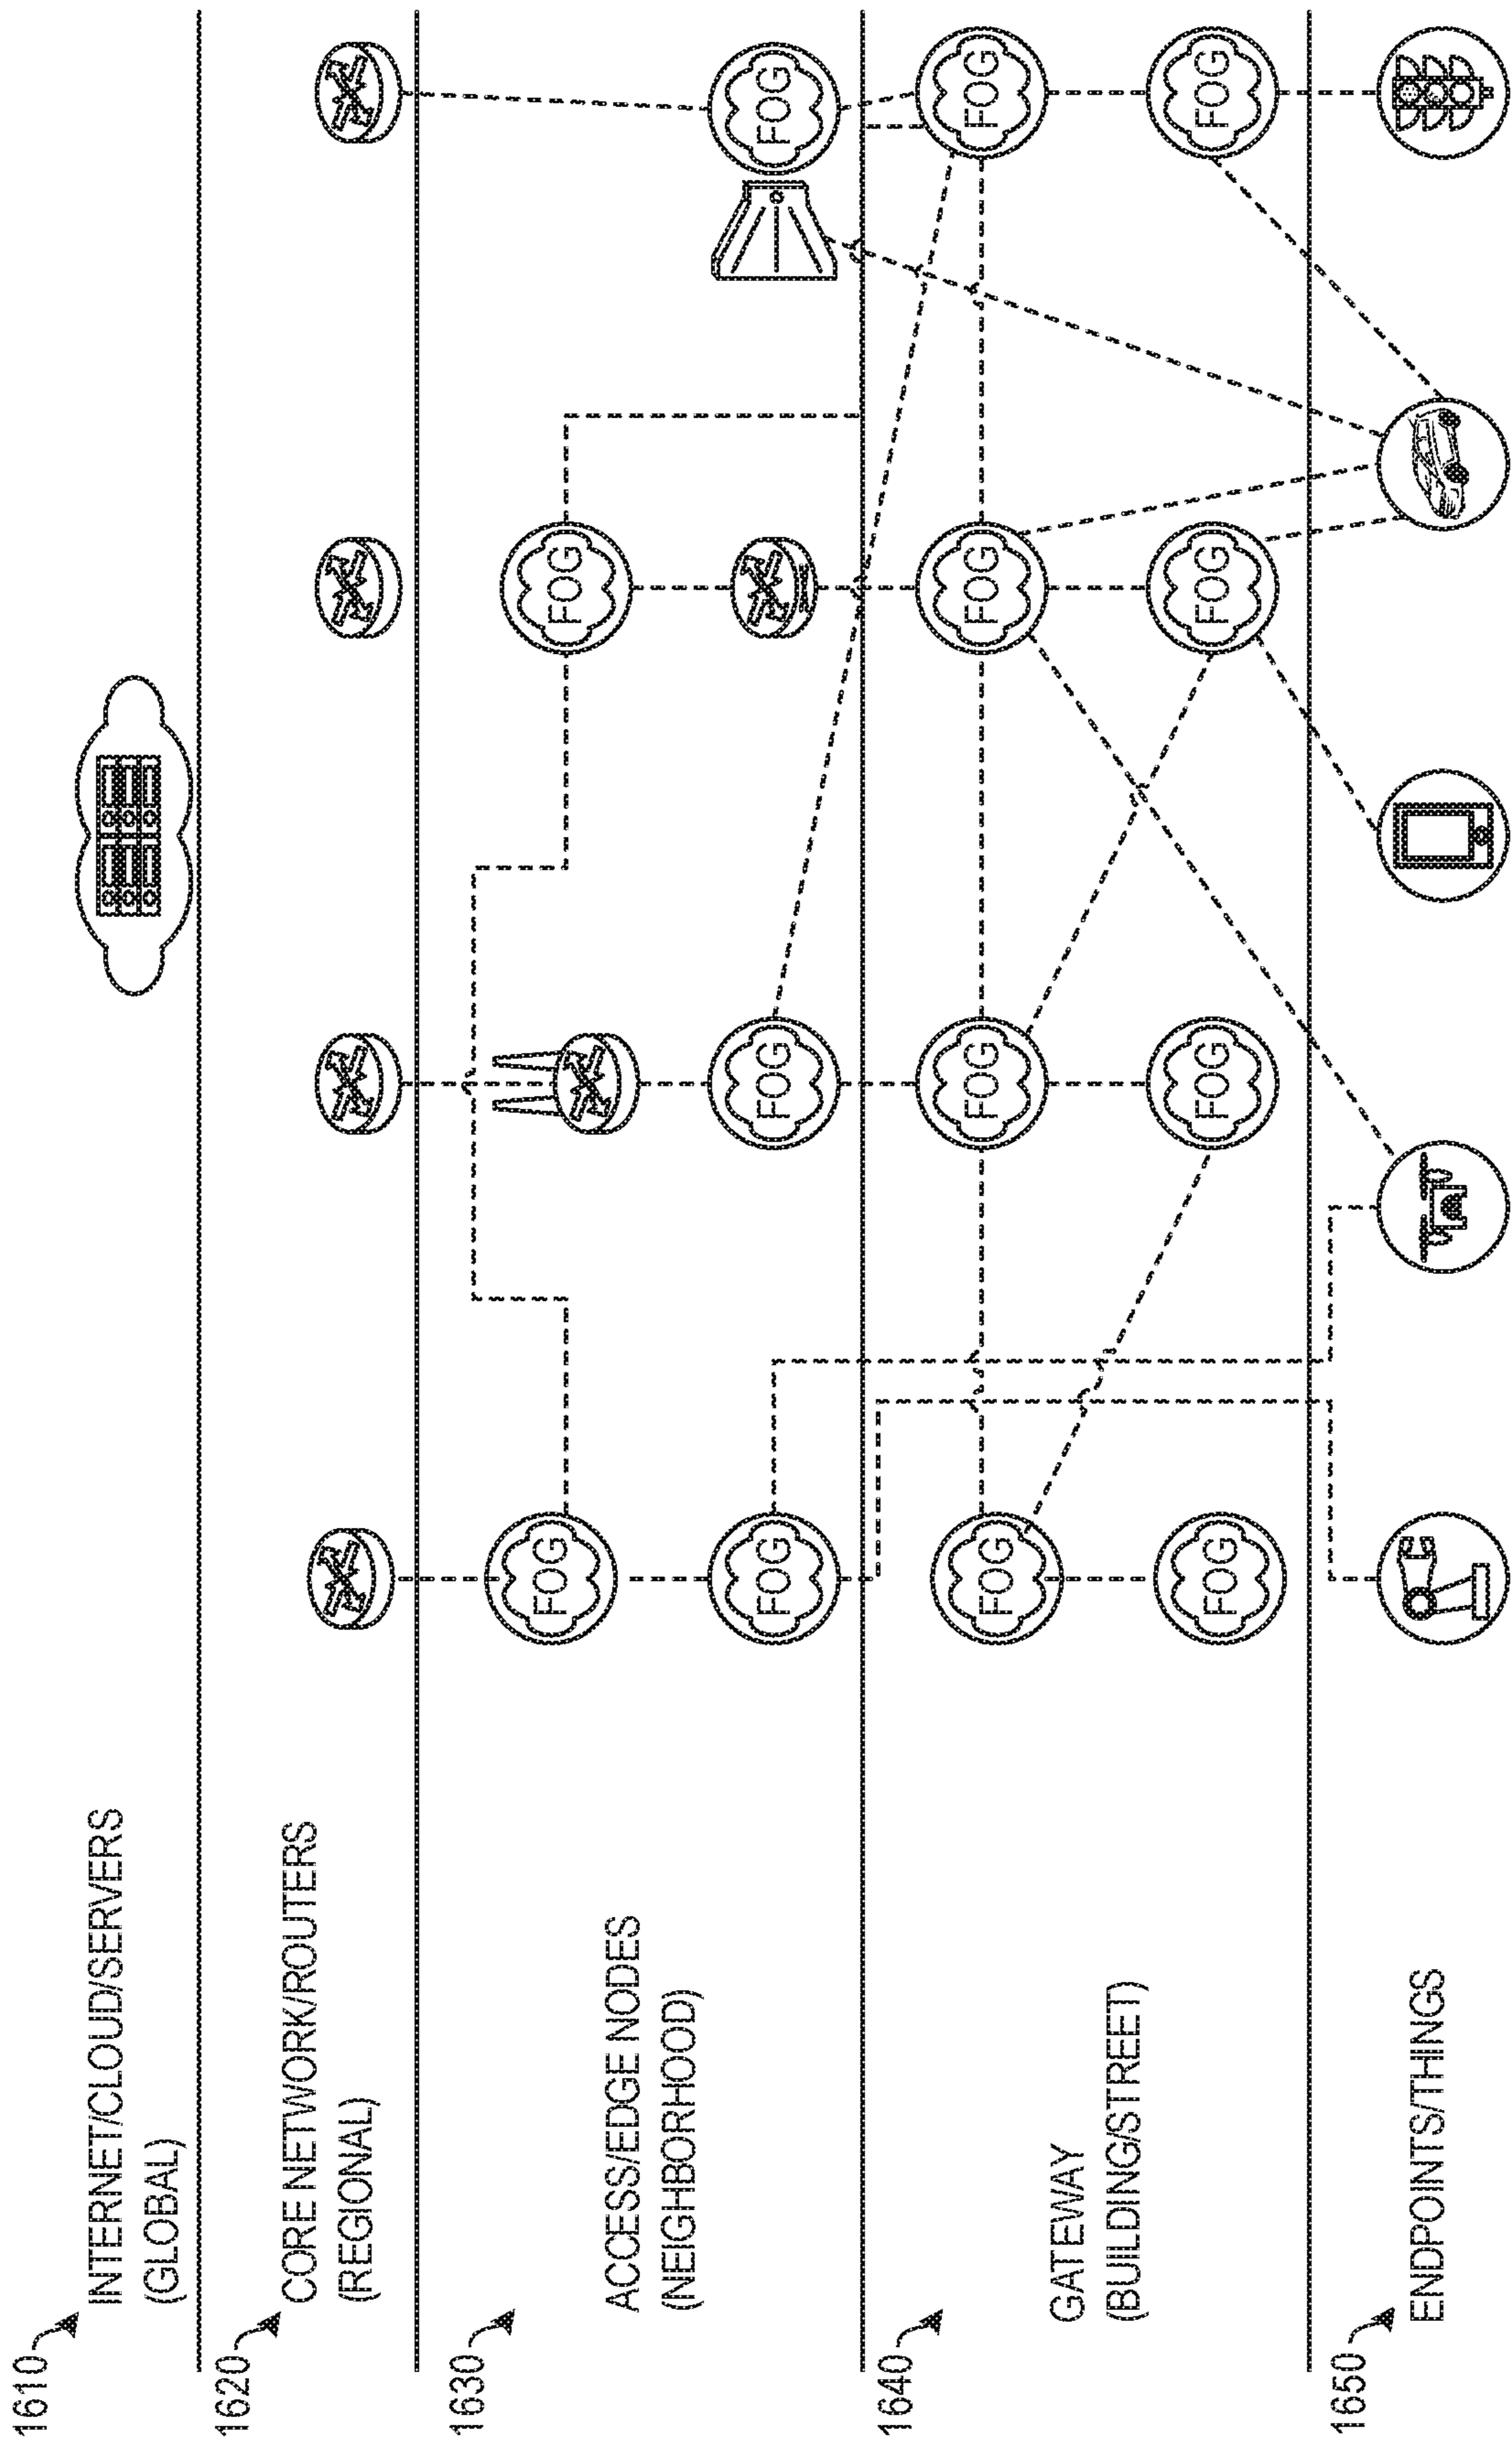 1610
INTERNET/CLOUD/SERVERS
(GLOBAL)
1620
CORE NETWORK/ROUTERS
(REGIONAL)
1630
ACCESS/EDGE NODES
(NEIGHBORHOOD)
FOG
FOG
FOG
FOG
FOG
1640
GATEWAY
(BUILDING/STREET)
FOG
FOG
FOG
FOG
FOG
FOG
FOG
FOG
1650
ENDPOINTS/THINGS